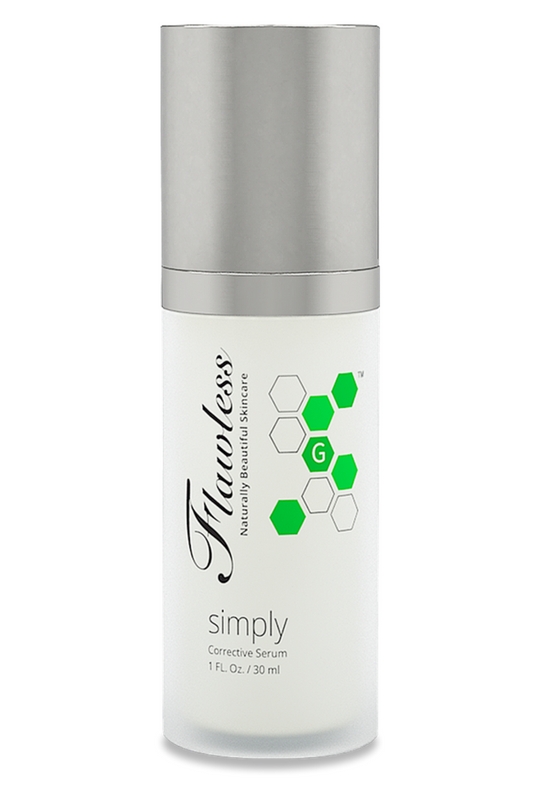 Flawless
Naturally Beautiful Skincare
G
TM
simply
Corrective Serum
1 FL. Oz. / 30 ml